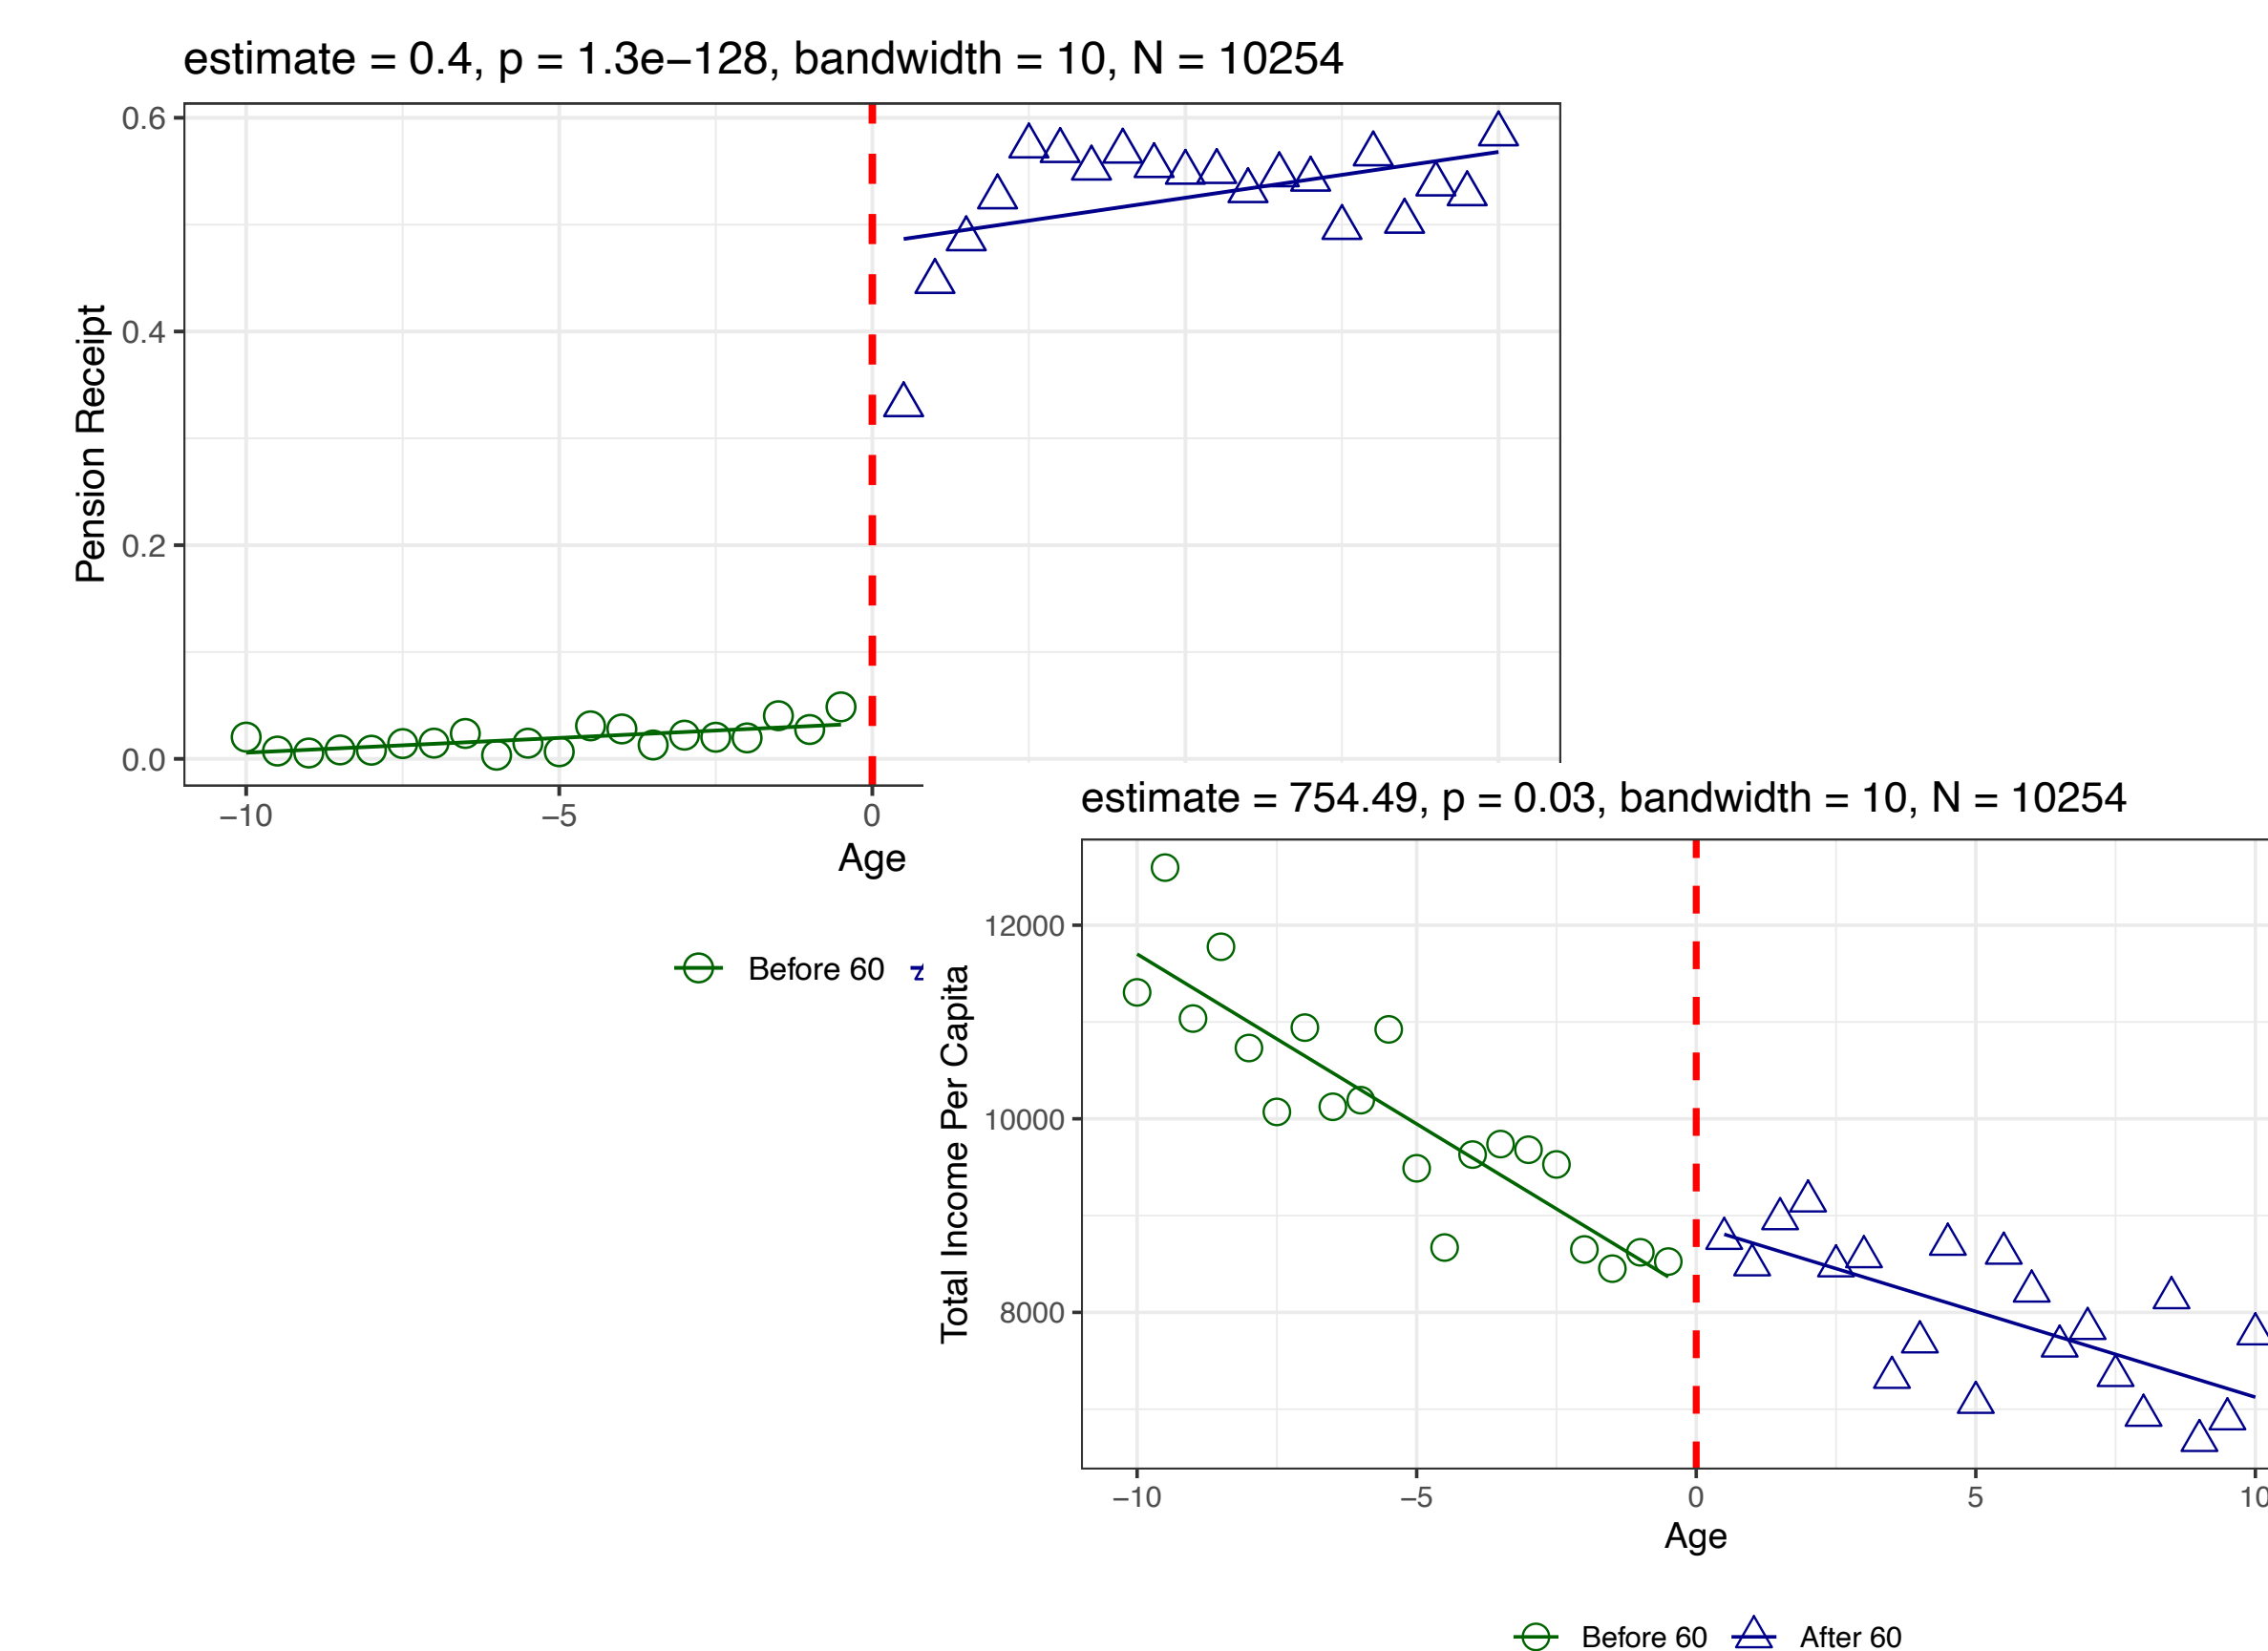 estimate = 0.4, p = 1.3e−128, bandwidth = 10, N = 10254
0.6
0.4
0.2
0.0
Pension Receipt
−10
−5
0
Age
Before 60
estimate = 754.49, p = 0.03, bandwidth = 10, N = 10254
12000
10000
8000
Total Income Per Capita
−10
−5
0
5
10
Age
Before 60
After 60